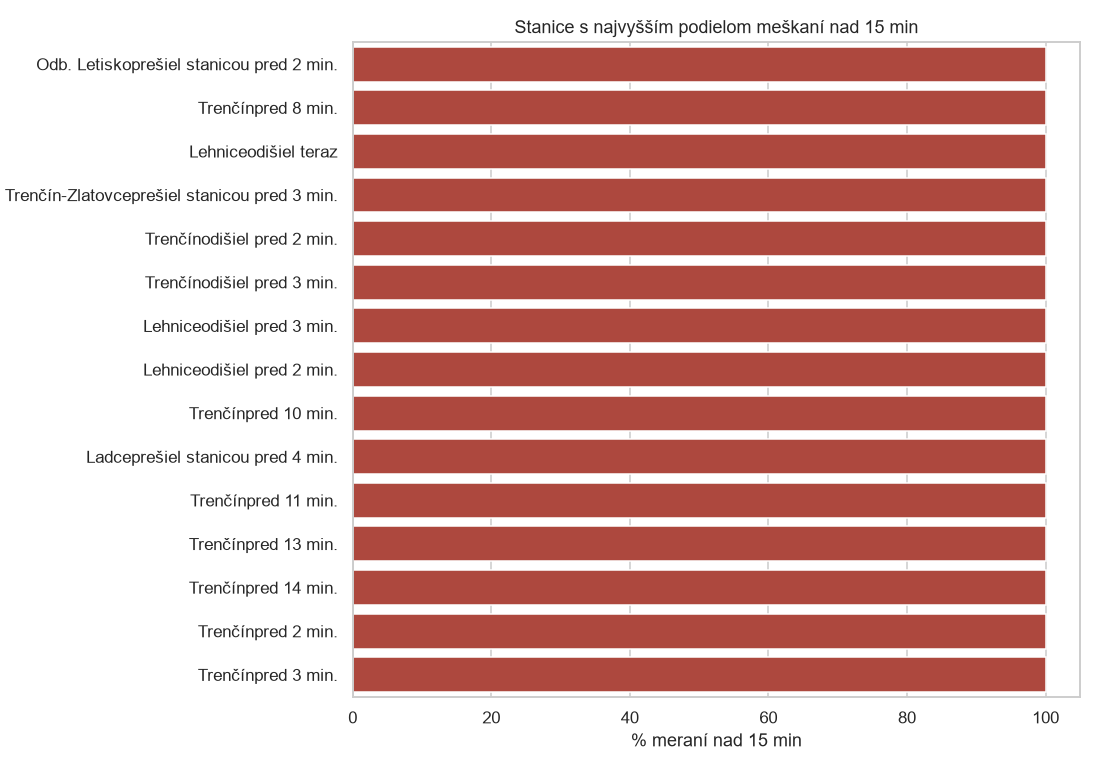 Stanice s najvyšším podielom meškaní nad 15 min
Odb. Letiskoprešiel stanicou pred 2 min.
Trenčínpred 8 min.
Lehniceodišiel teraz
Trenčín-Zlatovceprešiel stanicou pred 3 min.
Trenčínodišiel pred 2 min.
Trenčínodišiel pred 3 min.
Lehniceodišiel pred 3 min.
Lehniceodišiel pred 2 min.
Trenčínpred 10 min.
Ladceprešiel stanicou pred 4 min.
Trenčínpred 11 min.
Trenčínpred 13 min.
Trenčínpred 14 min.
Trenčínpred 2 min.
Trenčínpred 3 min.
0 20 40 60 80 100
% meraní nad 15 min